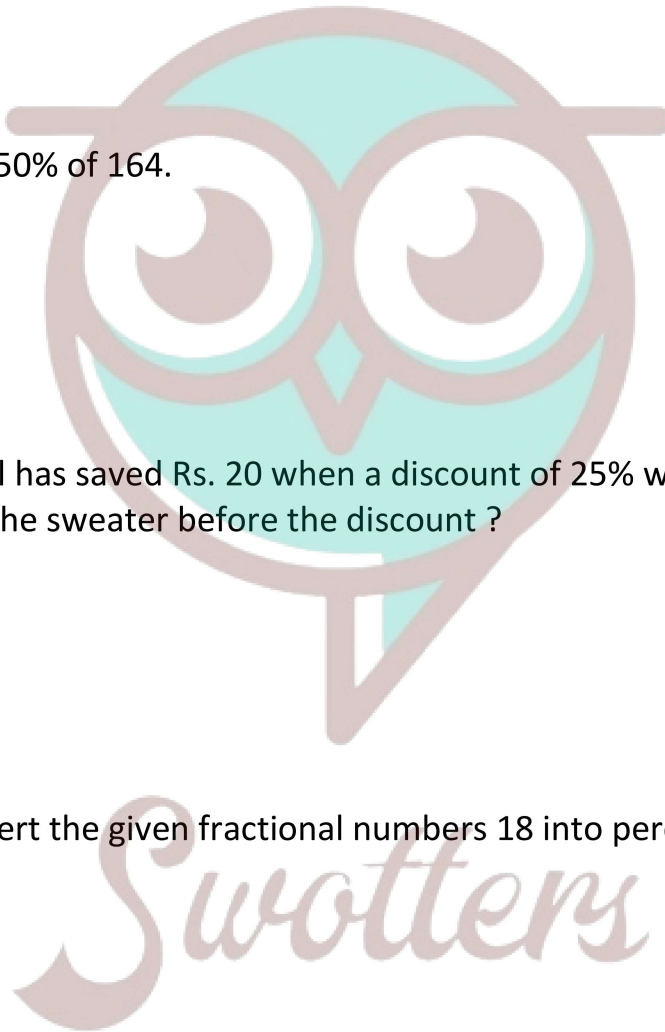 50% of 164.
l has saved Rs. 20 when a discount of 25% w
he sweater before the discount ?
ert the given fractional numbers 18 into per
Swotters